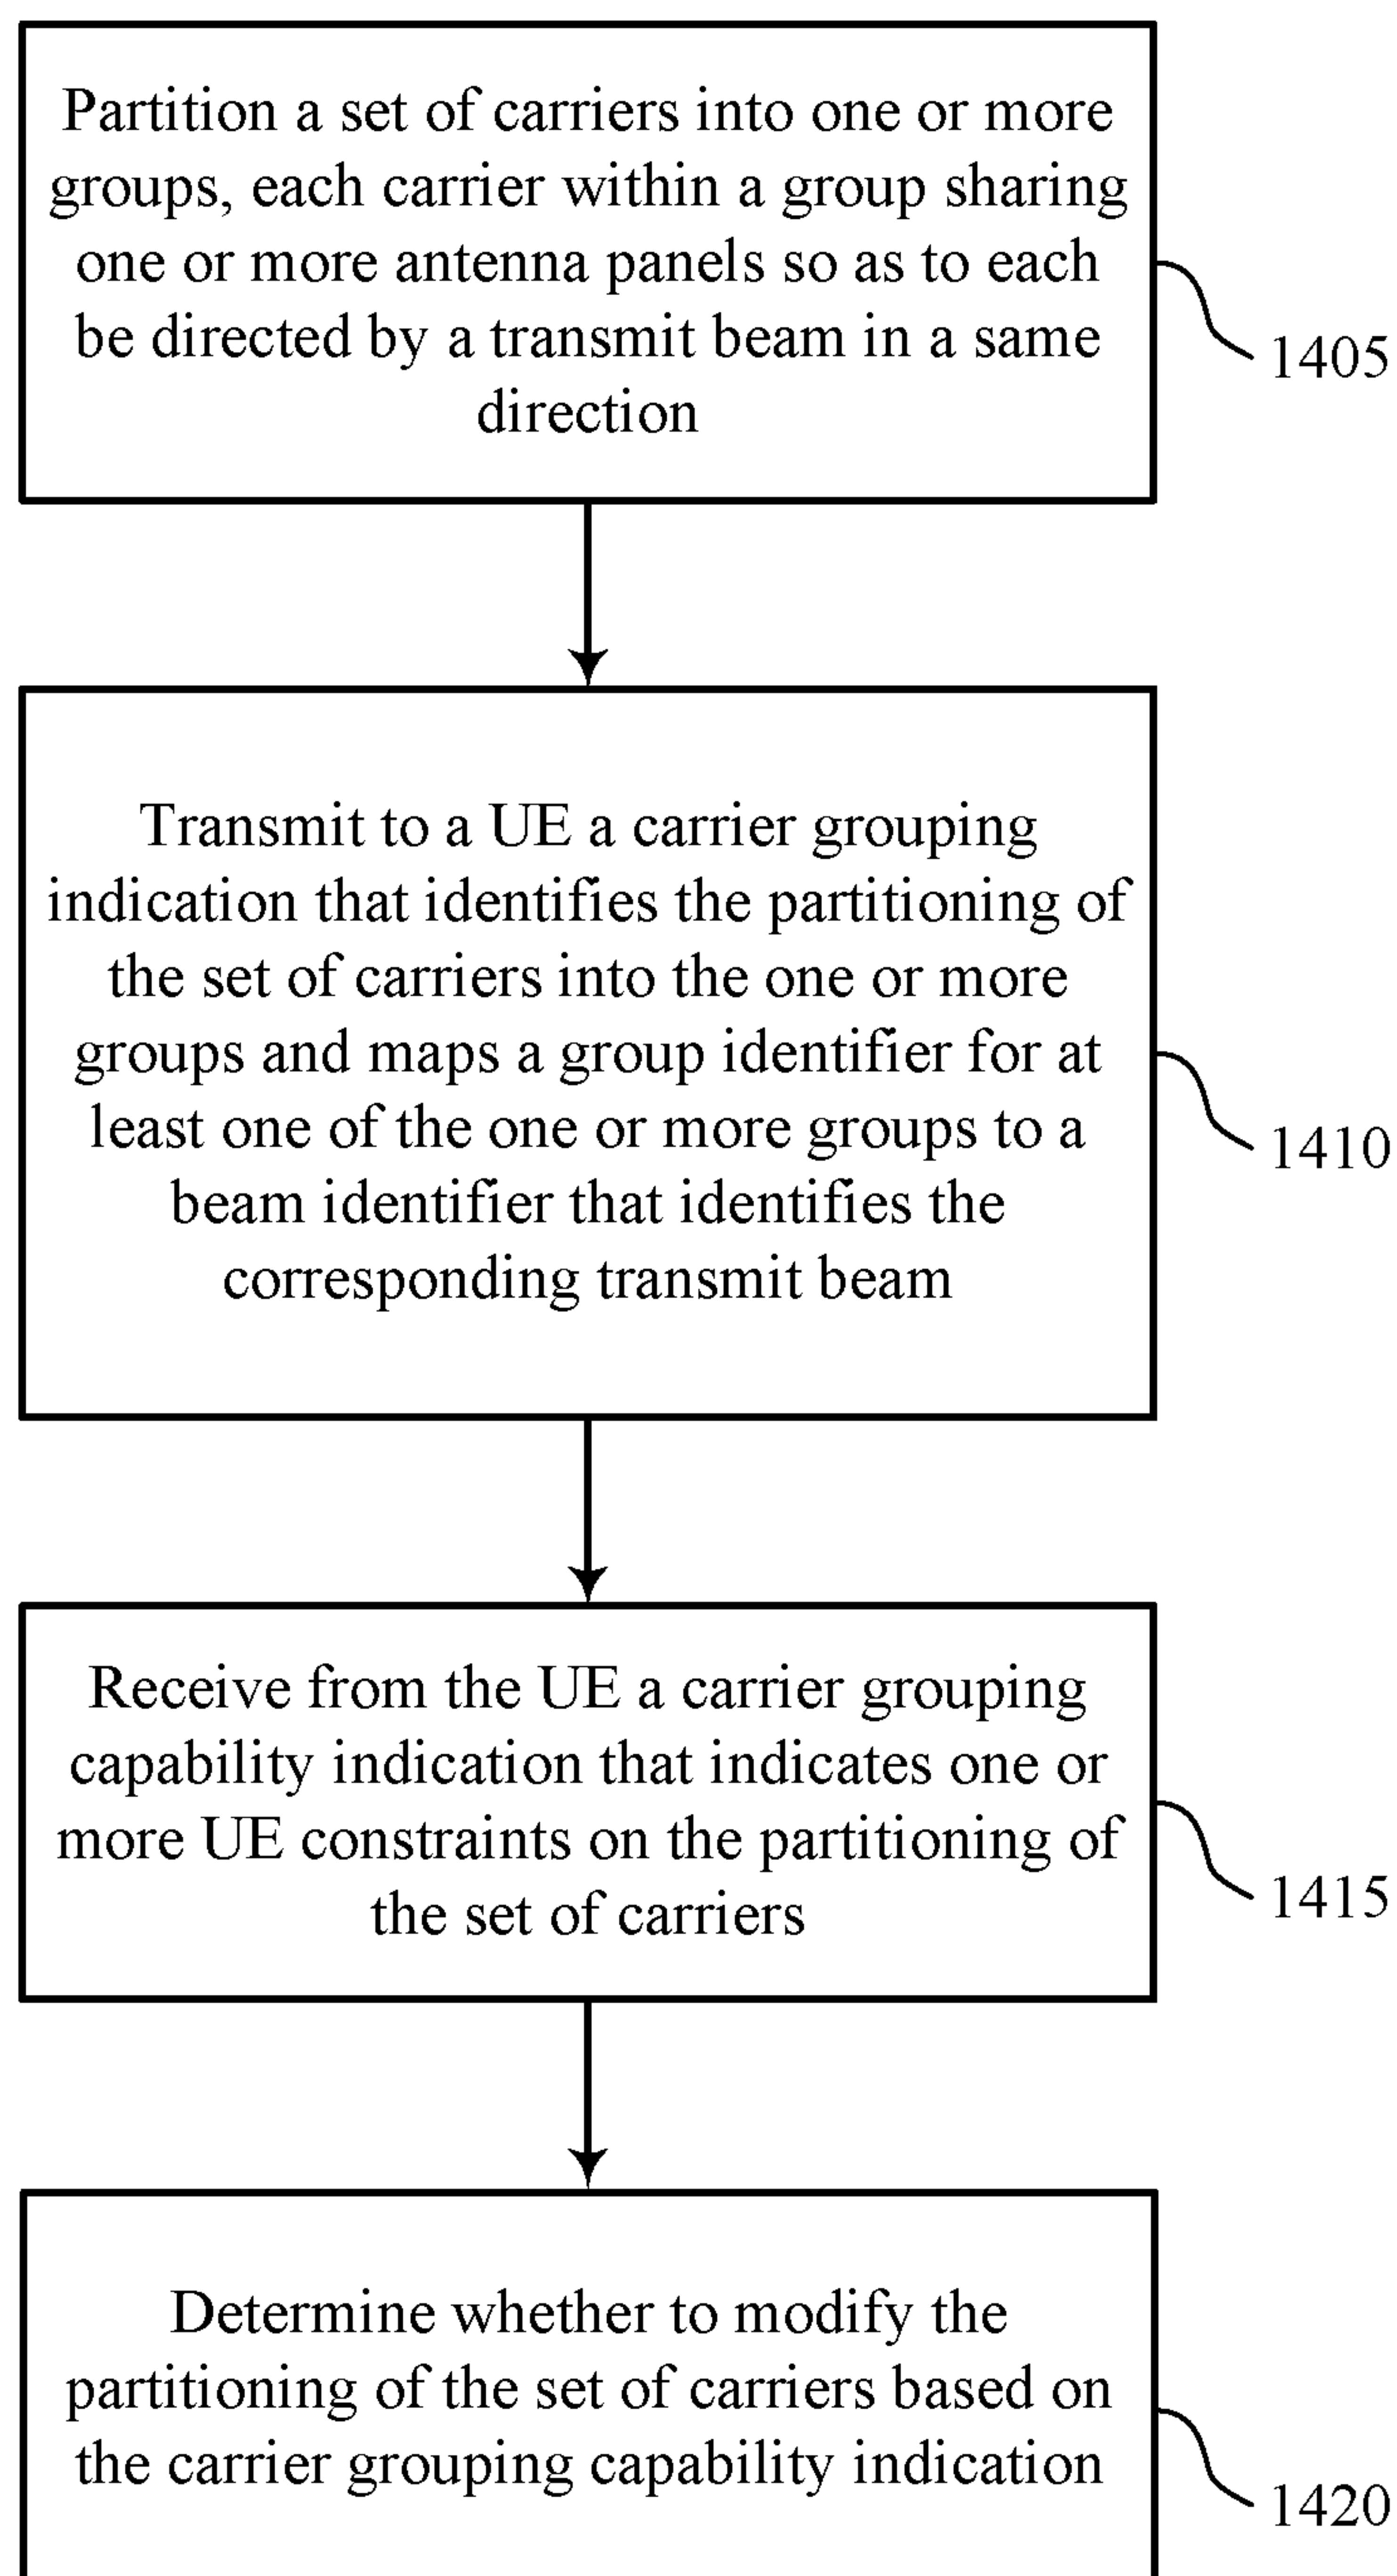 Partition a set of carriers into one or more
groups, each carrier within a group sharing
one or more antenna panels so as to each
be directed by a transmit beam in a same
direction
1405
Transmit to a UE a carrier grouping
indication that identifies the partitioning of
the set of carriers into the one or more
groups and maps a group identifier for at
least one of the one or more groups to a
beam identifier that identifies the
corresponding transmit beam
1410
Receive from the UE a carrier grouping
capability indication that indicates one or
more UE constraints on the partitioning of
the set of carriers
1415
Determine whether to modify the
partitioning of the set of carriers based on
the carrier grouping capability indication
1420